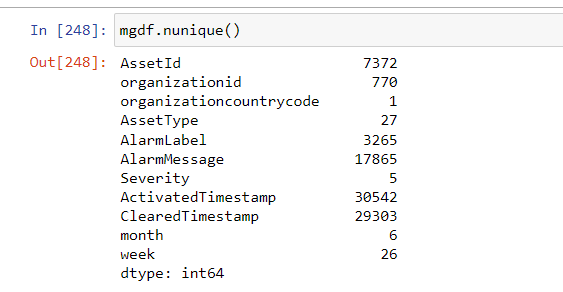 In [248]: mgdf.nunique()
Out[248]: AssetId 7372
organizationid 770
organizationcountrycode 1
AssetType 27
AlarmLabel 3265
AlarmMessage 17865
Severity 5
ActivatedTimestamp 30542
ClearedTimestamp 29303
month 6
week 26
dtype: int64